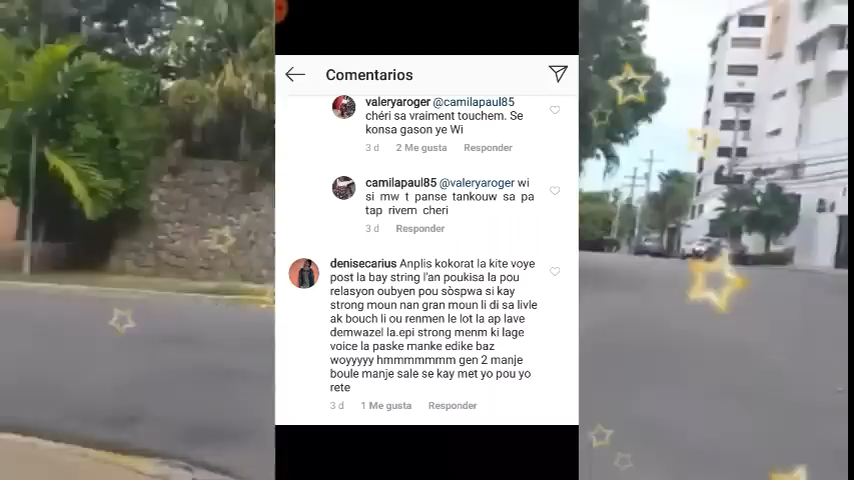 Comentarios
valeryaroger @camilapaul85
chéri sa vraiment touchem. Se
konsa gason ye Wi
3 d 2 Me gusta Responder
camilapaul85 @valeryaroger wi
si mw t panse tankouw sa pa
tap rivem cheri
3 d Responder
denisecarius Anplis kokorat la kite voye
post la bay string l'an poukisa la pou
relasyon oubyen pou sòspwa si kay
strong moun nan gran moun li di sa livle
ak bouch li ou renmen le lot la ap lave
demwazel la.epi strong menm ki lage
voice la paske manke edike baz
woyyyyy hmmmmmmm gen 2 manje
boule manje sale se kay met yo pou yo
rete
3 d 1 Me gusta Responder